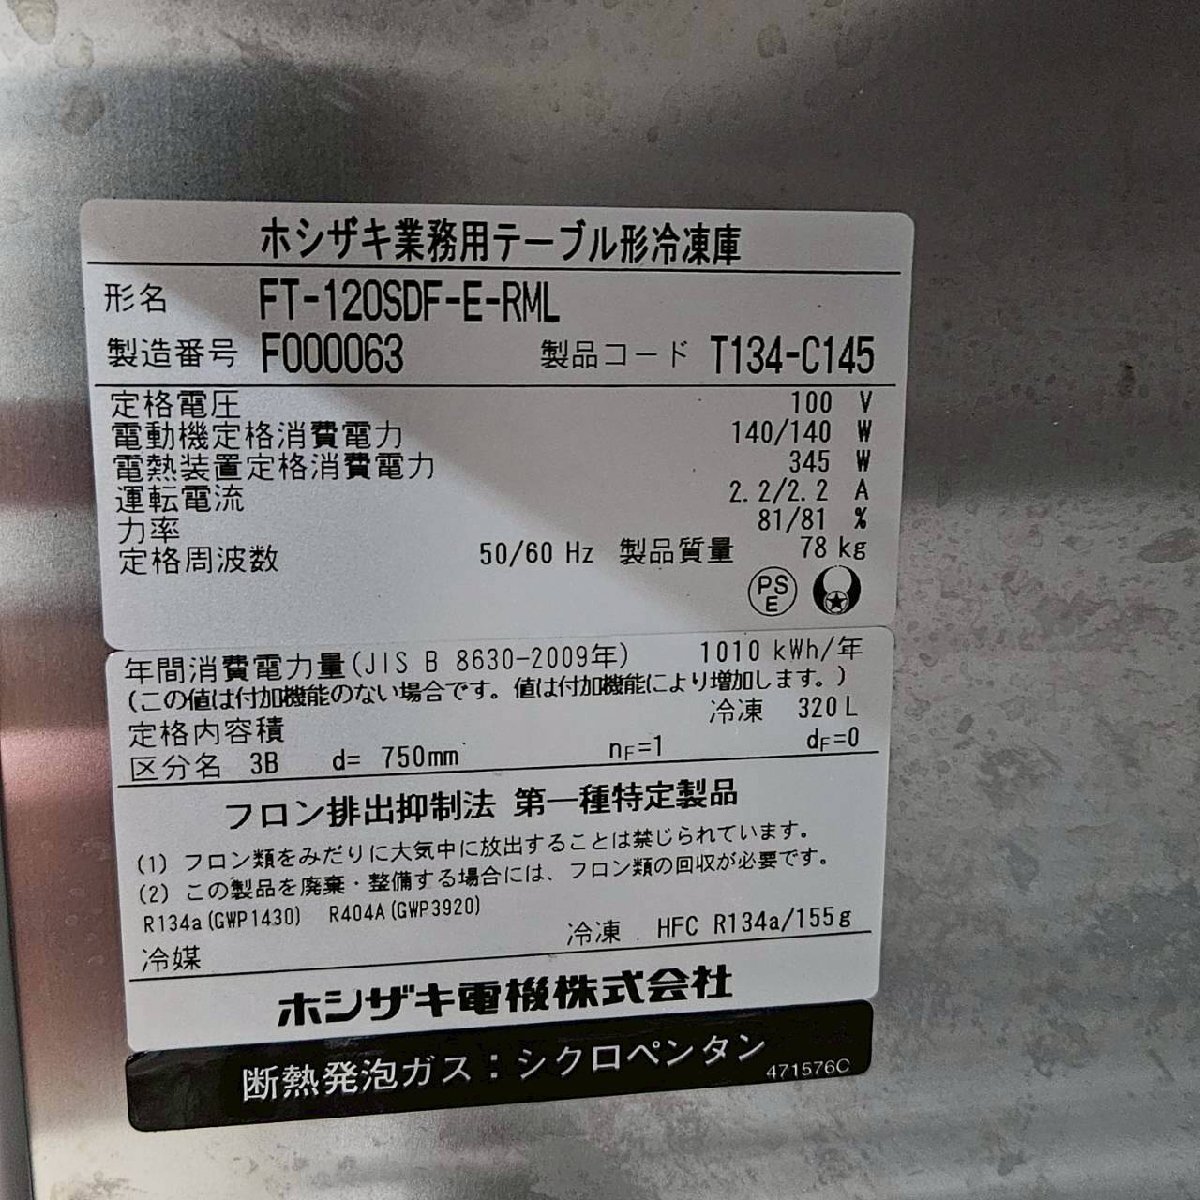 ホシザキ業務用テーブル形冷凍庫
形名 FT-120SDF-E-RML
製造番号 F000063 製品コード T134-C145
定格電圧 100 V
電動機定格消費電力 140/140 W
電熱装置定格消費電力 345 W
運転電流 2.2/2.2 A
力率 81/81 %
定格周波数 50/60 Hz 製品質量 78 kg
PS
E
年間消費電力量(JIS B 8630-2009年) 1010 kWh/年
(この値は付加機能のない場合です。値は付加機能により増加します。)
定格内容積 冷凍 320 L
区分名 3B d= 750mm nF=1 dF=0
フロン排出抑制法 第一種特定製品
(1) フロン類をみだりに大気中に放出することは禁じられています。
(2) この製品を廃棄・整備する場合には、フロン類の回収が必要です。
R134a(GWP1430) R404A(GWP3920)
冷媒 冷凍 HFC R134a/155g
ホシザキ電機株式会社
断熱発泡ガス：シクロペンタン 471576C